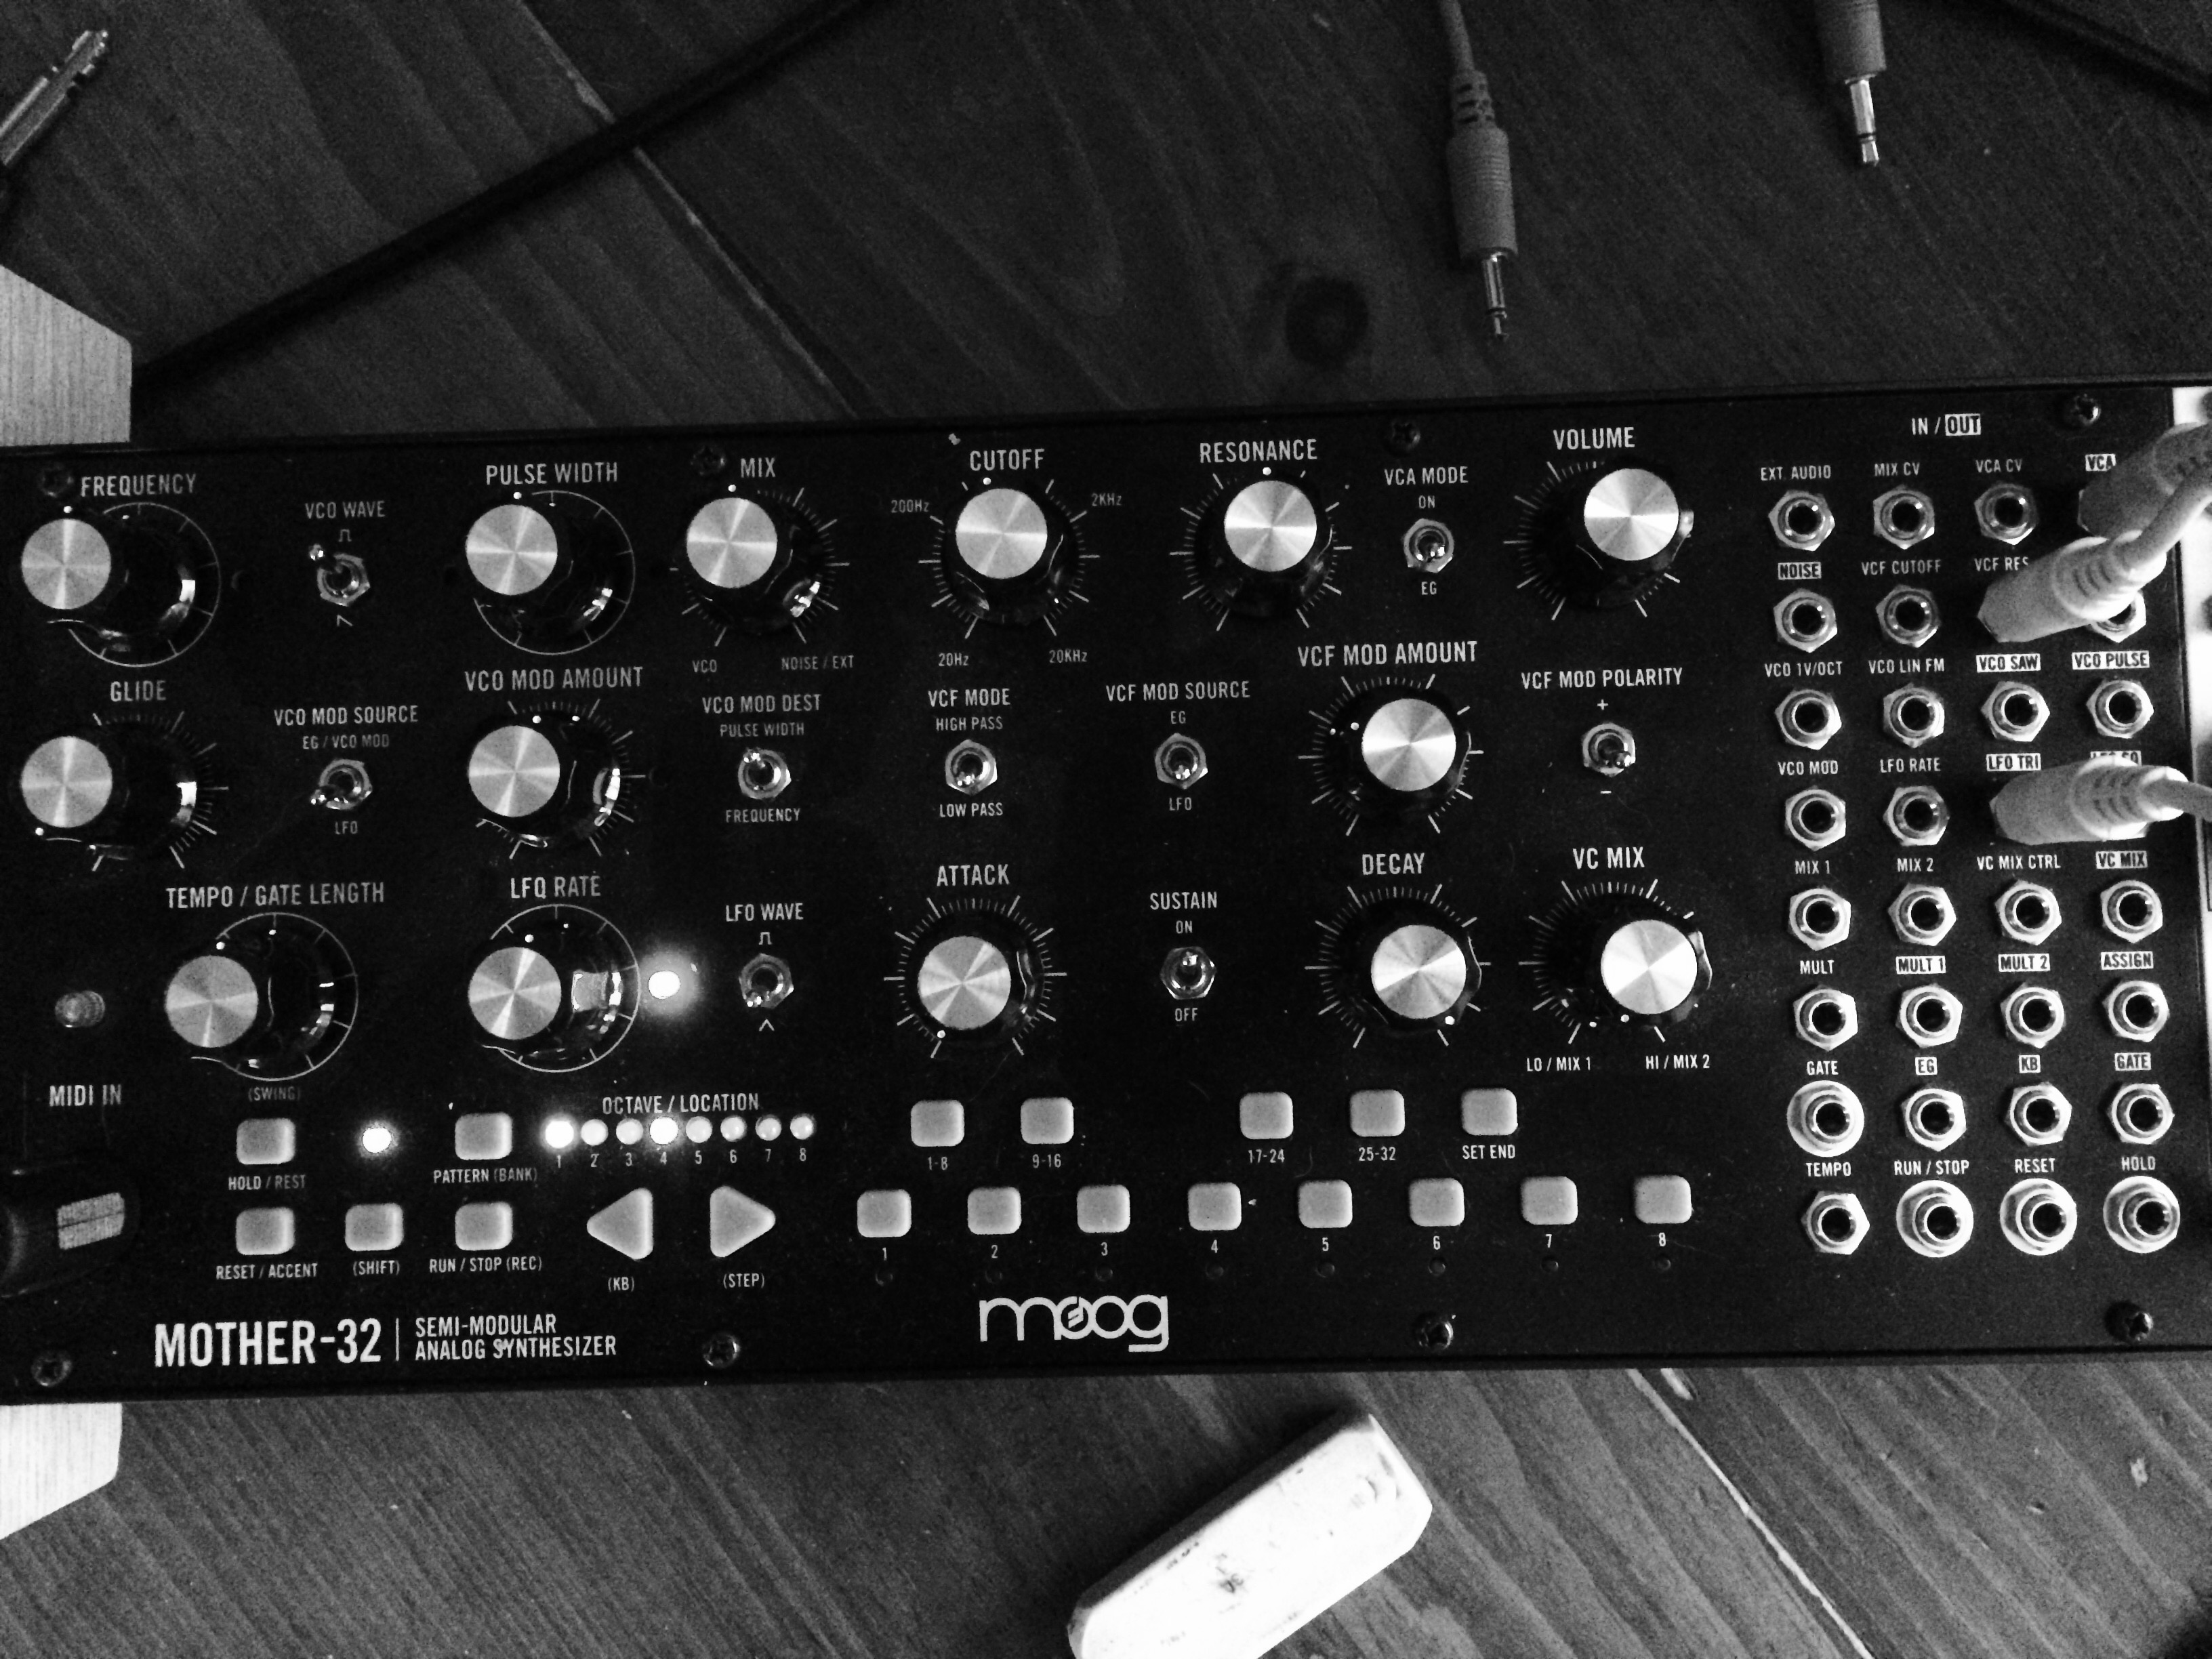 FREQUENCY
VCO WAVE
PULSE WIDTH
MIX
VCO
NOISE / EXT
CUTOFF
200Hz
2KHz
20Hz
20KHz
RESONANCE
VCA MODE
ON
EG
VOLUME
IN / OUT
EXT AUDIO
MIX CV
VCA CV
VCA
NOISE
VCF CUTOFF
VCF RES
GLIDE
VCO MOD SOURCE
EG / VCO MOD
LFO
VCO MOD AMOUNT
VCO MOD DEST
PULSE WIDTH
FREQUENCY
VCF MODE
HIGH PASS
LOW PASS
VCF MOD SOURCE
EG
LFO
VCF MOD AMOUNT
VCF MOD POLARITY
+
−
VCO 1V/OCT
VCO LIN FM
VCO SAW
VCO PULSE
VCO MOD
LFO RATE
LFO TRI
TEMPO / GATE LENGTH
(SWING)
LFO RATE
LFO WAVE
ATTACK
SUSTAIN
ON
OFF
DECAY
VC MIX
LO / MIX 1
HI / MIX 2
MIX 1
MIX 2
VC MIX CTRL
VC MIX
MULT
MULT 1
MULT 2
ASSIGN
GATE
EG
KB
GATE
TEMPO
RUN / STOP
RESET
HOLD
MIDI IN
HOLD / REST
PATTERN (BANK)
OCTAVE / LOCATION
1 2 3 4 5 6 7 8
1-8
9-16
17-24
25-32
SET END
RESET / ACCENT
(SHIFT)
RUN / STOP (REC)
(KB)
(STEP)
1 2 3 4 5 6 7 8
MOTHER-32
SEMI-MODULAR
ANALOG SYNTHESIZER
moog